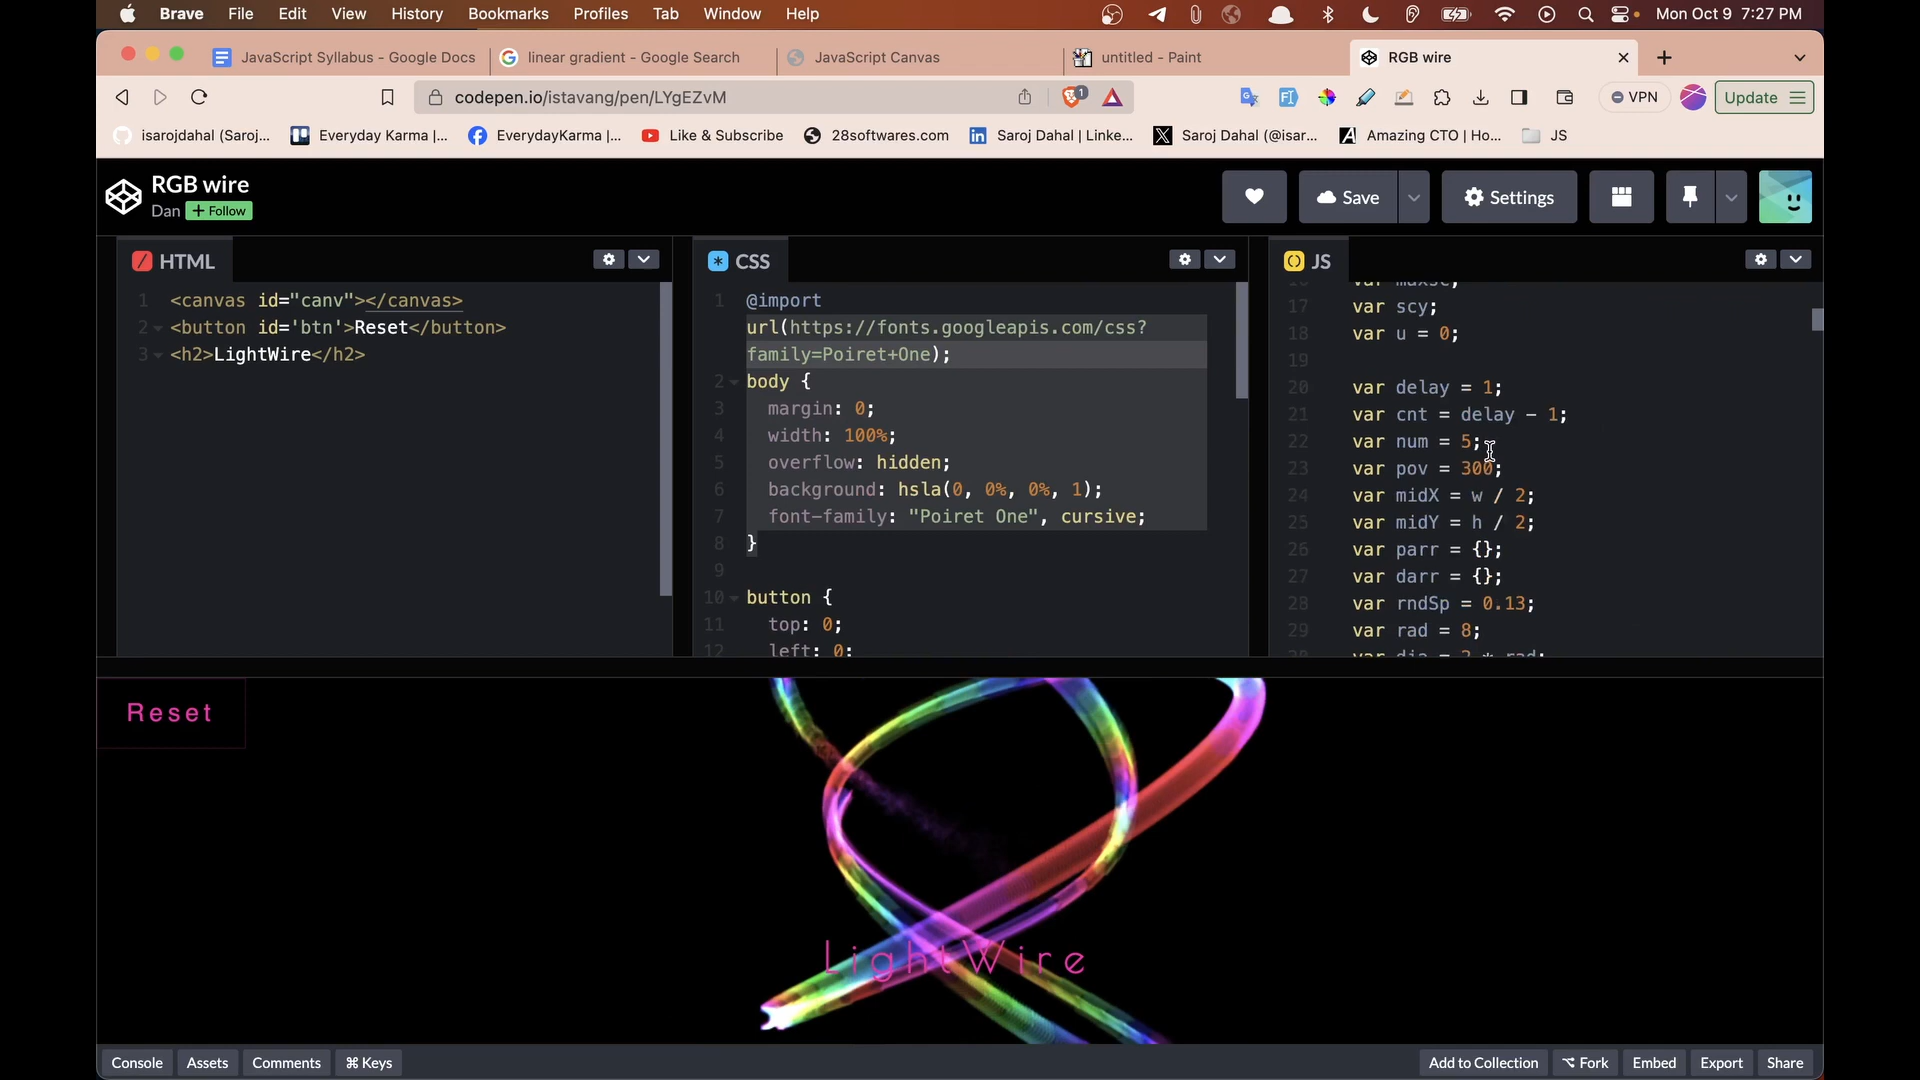 Brave File Edit View History Bookmarks Profiles Tab Window Help Mon Oct 9 7:27 PM
JavaScript Syllabus - Google Docs linear gradient - Google Search JavaScript Canvas untitled - Paint RGB wire
codepen.io/istavang/pen/LYgEZvM 1 VPN Update
isarojdahal (Saroj... Everyday Karma |... EverydayKarma |... Like & Subscribe 28softwares.com Saroj Dahal | Linke... Saroj Dahal (@isar... Amazing CTO | Ho... JS
RGB wire
Dan + Follow
Save Settings
HTML
1 <canvas id="canv"></canvas>
2 <button id='btn'>Reset</button>
3 <h2>LightWire</h2>
CSS
1 @import
url(https://fonts.googleapis.com/css?
family=Poiret+One);
2 body {
3 margin: 0;
4 width: 100%;
5 overflow: hidden;
6 background: hsla(0, 0%, 0%, 1);
7 font-family: "Poiret One", cursive;
8 }
9
10 button {
11 top: 0;
12 left: 0;
JS
17 var scy;
18 var u = 0;
19
20 var delay = 1;
21 var cnt = delay - 1;
22 var num = 5;
23 var pov = 300;
24 var midX = w / 2;
25 var midY = h / 2;
26 var parr = {};
27 var darr = {};
28 var rndSp = 0.13;
29 var rad = 8;
var dia = 2 * rad;
Reset
LightWire
Console Assets Comments ⌘ Keys Add to Collection ⌥ Fork Embed Export Share